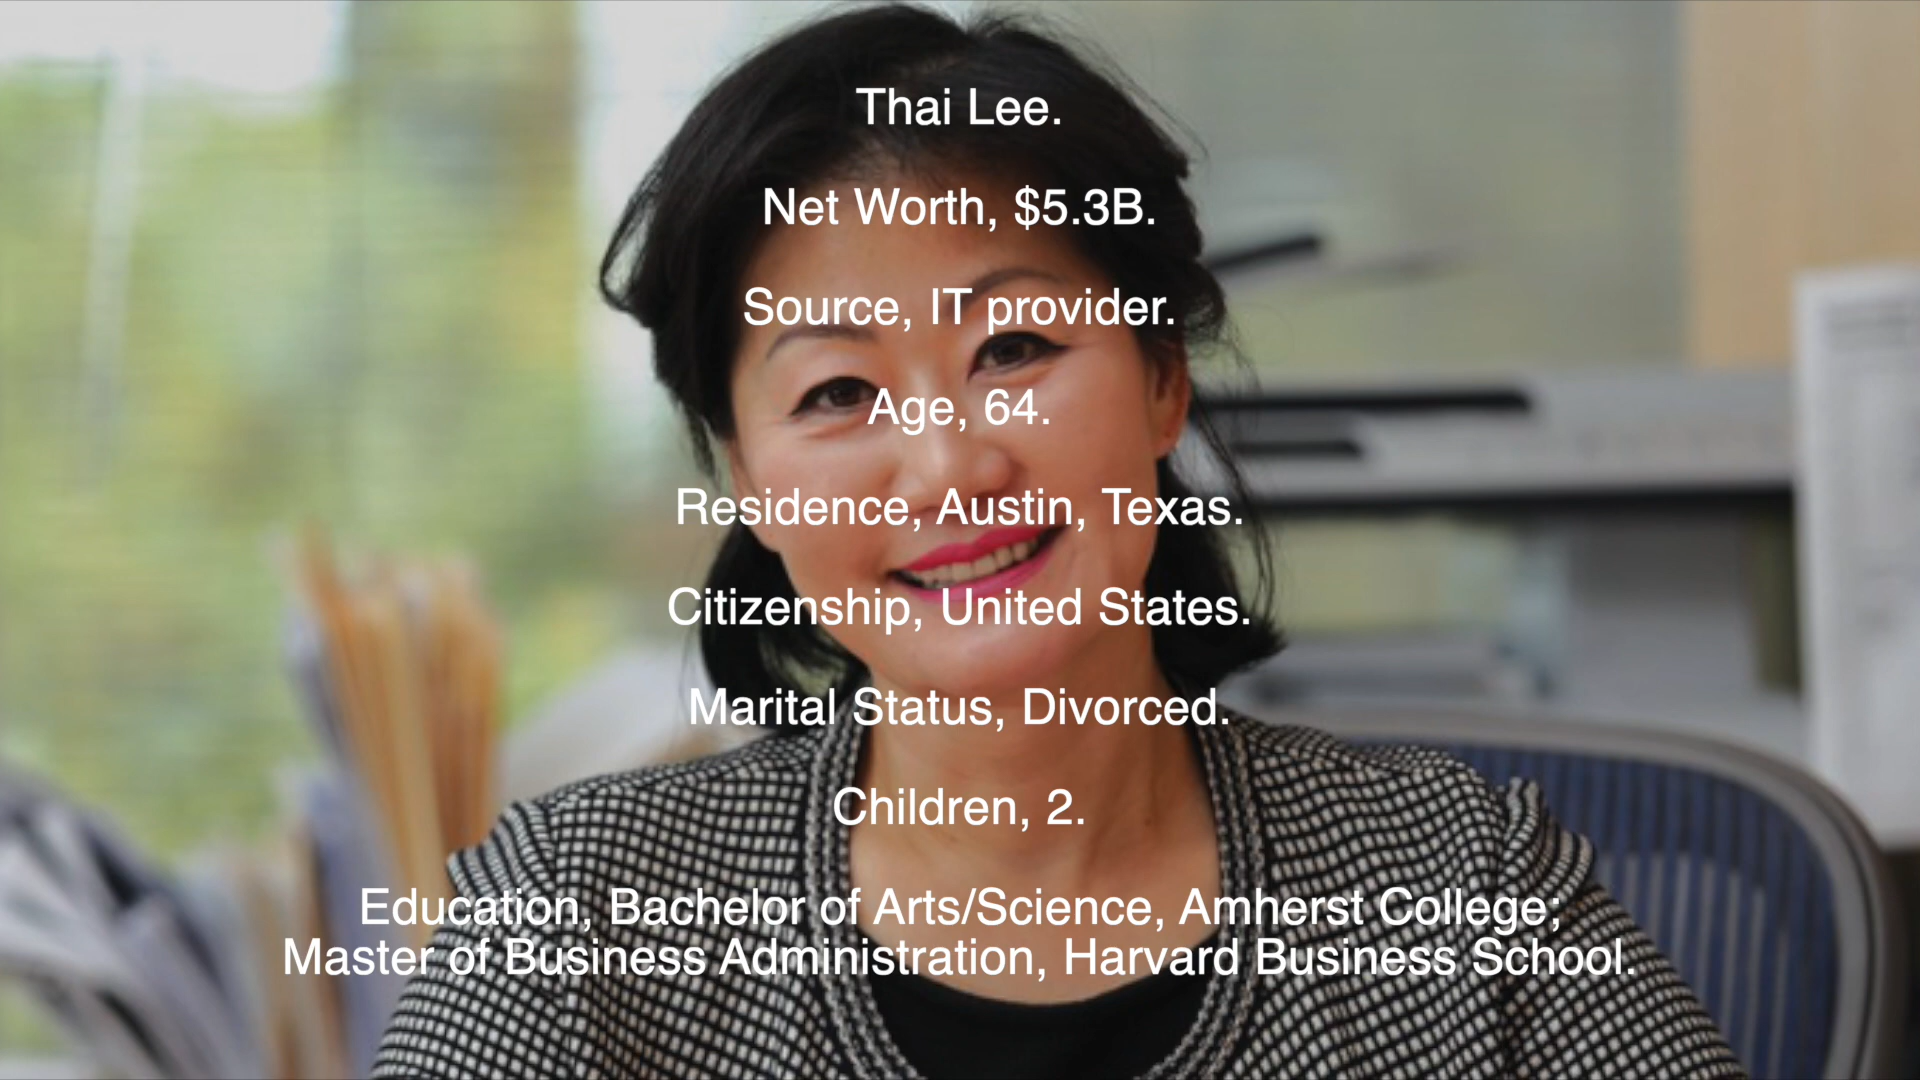 Thai Lee.
Net Worth, $5.3B.
Source, IT provider.
Age, 64.
Residence, Austin, Texas.
Citizenship, United States.
Marital Status, Divorced.
Children, 2.
Education, Bachelor of Arts/Science, Amherst College;
Master of Business Administration, Harvard Business School.